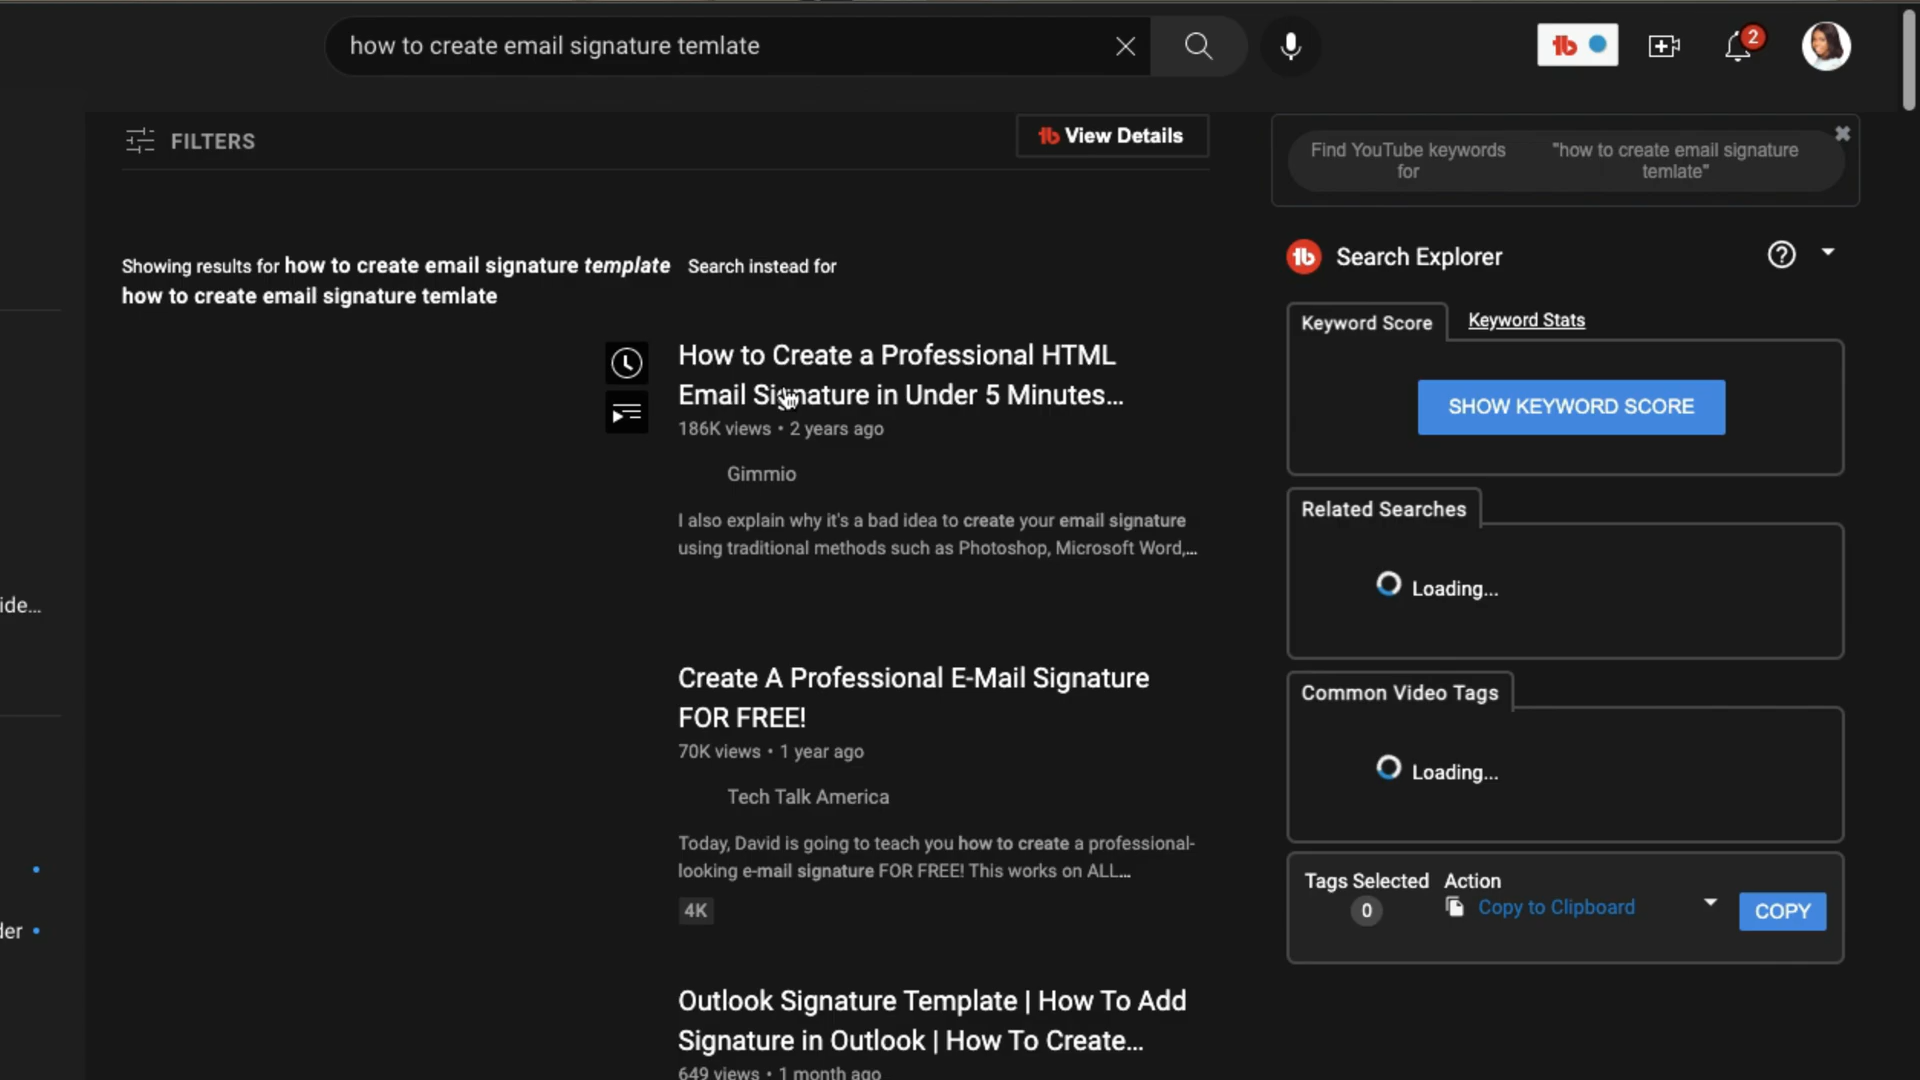 how to create email signature temlate
2
FILTERS
View Details
Find YouTube keywords for
"how to create email signature temlate"
Showing results for how to create email signature template Search instead for
how to create email signature temlate
Search Explorer
Keyword Score
Keyword Stats
SHOW KEYWORD SCORE
How to Create a Professional HTML
Email Signature in Under 5 Minutes...
186K views • 2 years ago
Gimmio
I also explain why it's a bad idea to create your email signature
using traditional methods such as Photoshop, Microsoft Word,...
Related Searches
Loading...
ide...
Create A Professional E-Mail Signature
FOR FREE!
70K views • 1 year ago
Tech Talk America
Today, David is going to teach you how to create a professional-
looking e-mail signature FOR FREE! This works on ALL...
4K
Common Video Tags
Loading...
Tags Selected
0
Action
Copy to Clipboard
COPY
der
Outlook Signature Template | How To Add
Signature in Outlook | How To Create...
649 views • 1 month ago